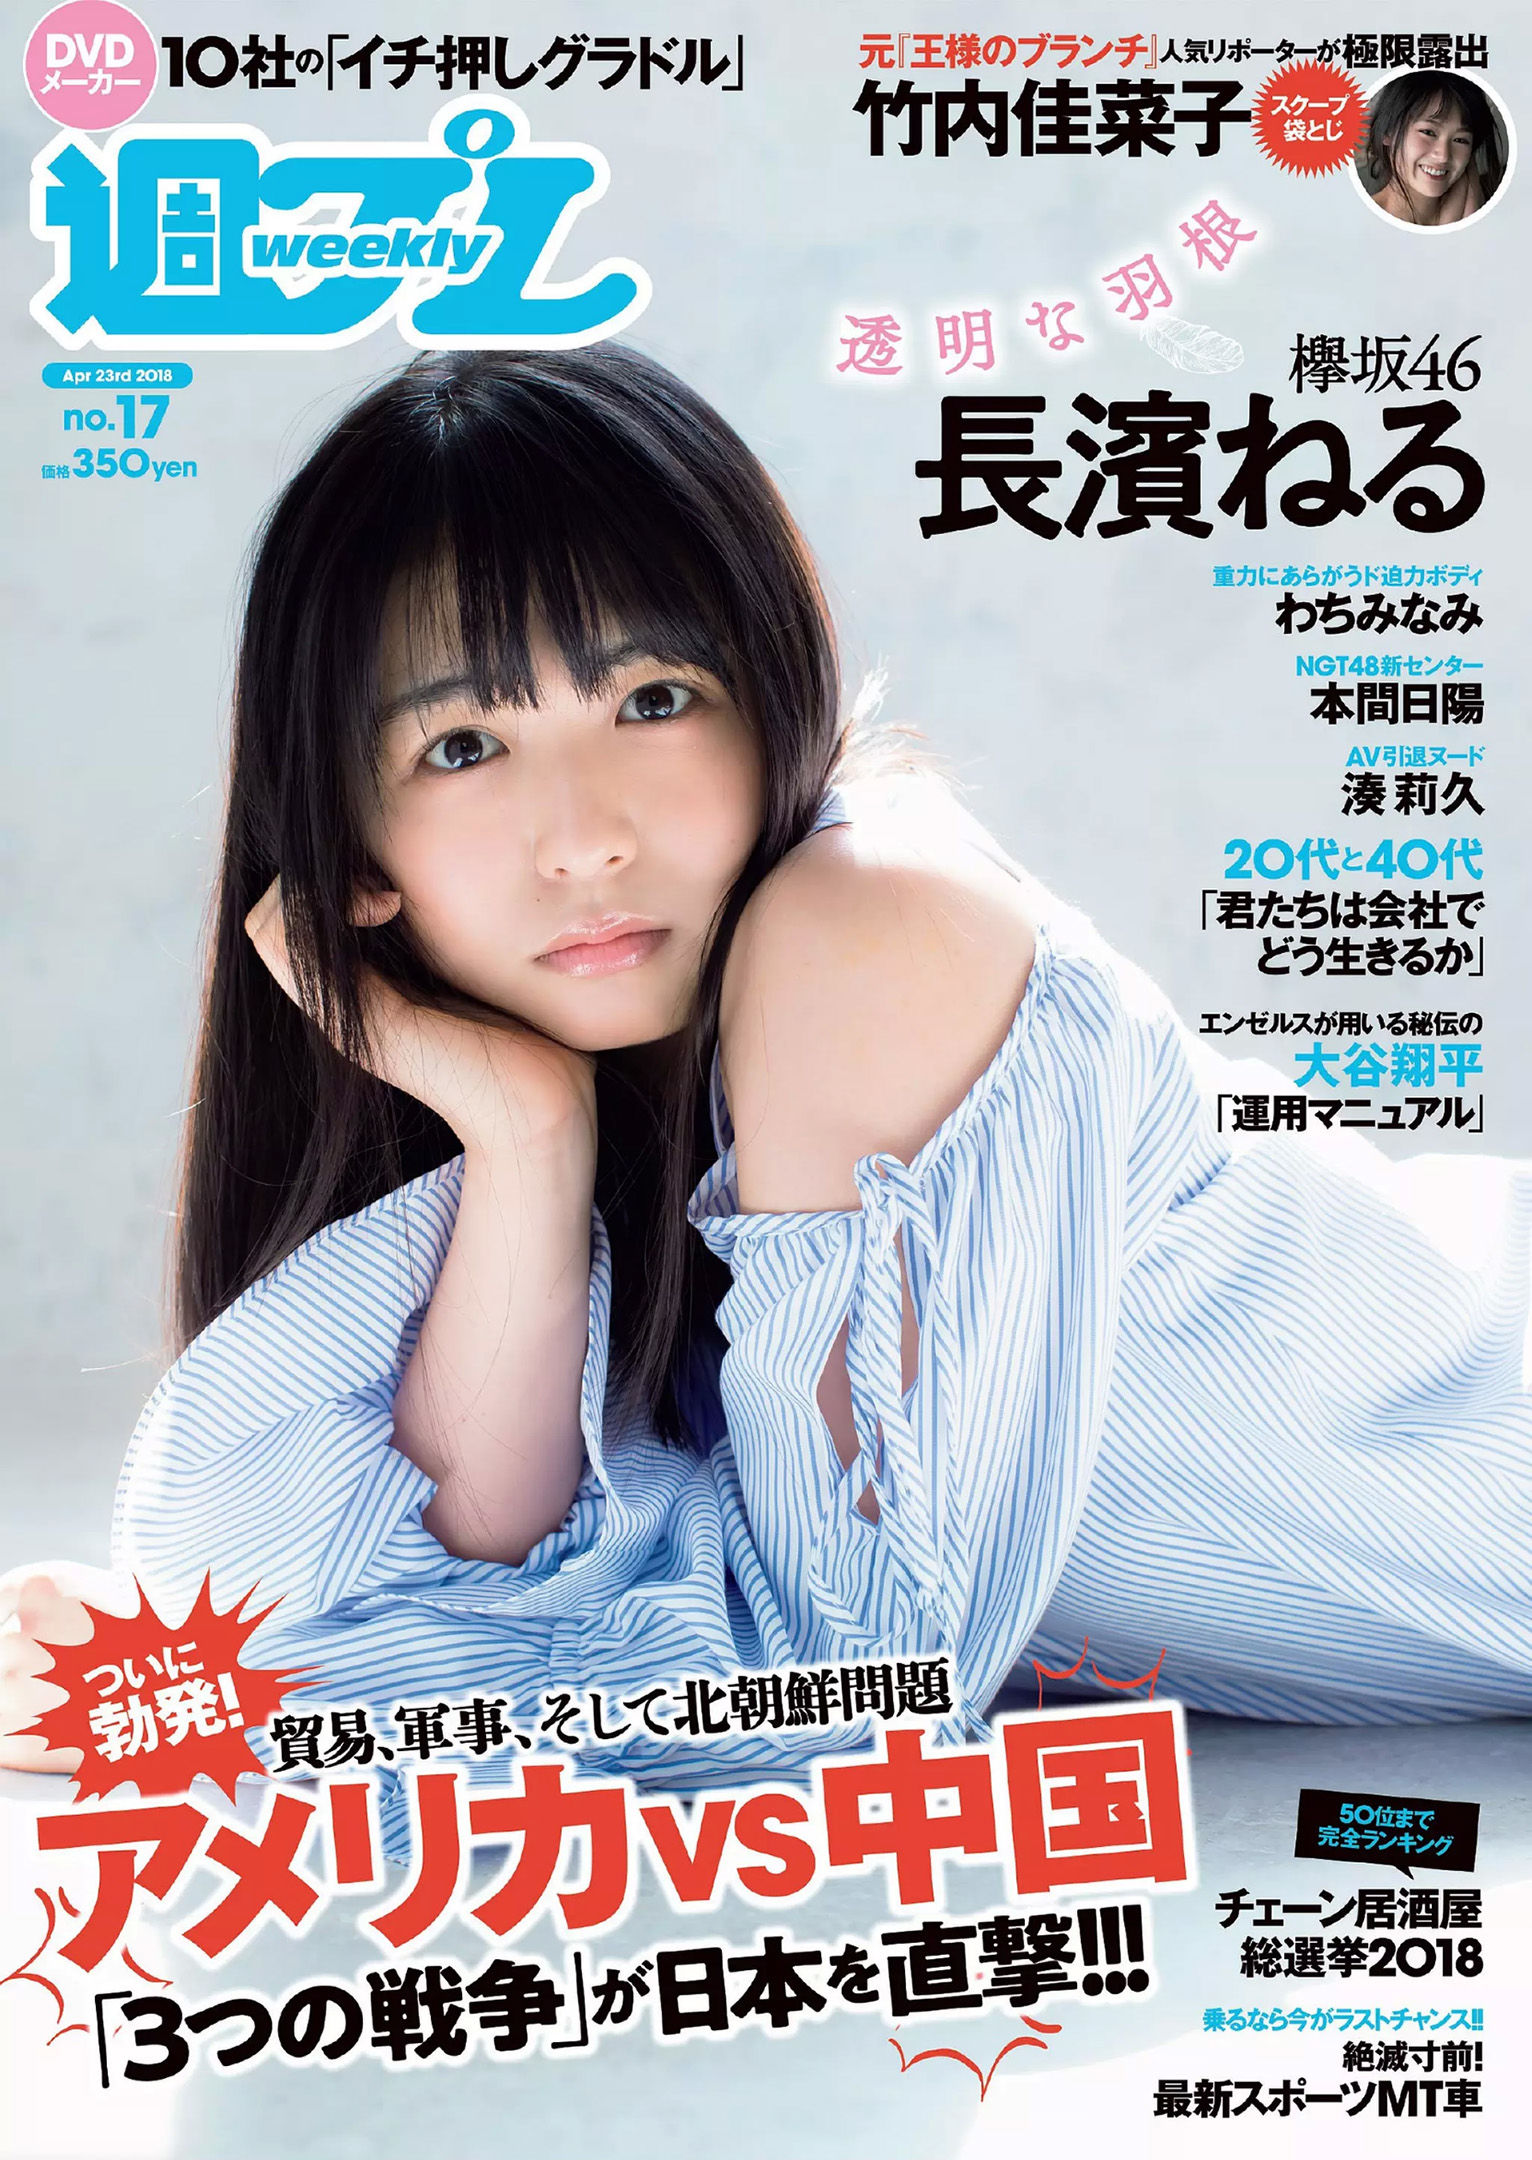 DVD
メーカー
10社の「イチ押しグラドル」
元『王様のブランチ』人気リポーターが極限露出
竹内佳菜子
スクープ
袋とじ
週プレ
weekly
Apr 23rd 2018
no.17
価格350yen
透明な羽根
欅坂46
長濱ねる
重力にあらがうド迫力ボディ
わちみなみ
NGT48新センター
本間日陽
AV引退ヌード
湊 莉久
20代と40代
「君たちは会社で
どう生きるか」
エンゼルスが用いる秘伝の
大谷翔平
「運用マニュアル」
ついに
勃発!
貿易、軍事、そして北朝鮮問題
アメリカvs中国
「3つの戦争」が日本を直撃!!!
50位まで
完全ランキング
チェーン居酒屋
総選挙2018
乗るなら今がラストチャンス!!
絶滅寸前!
最新スポーツMT車